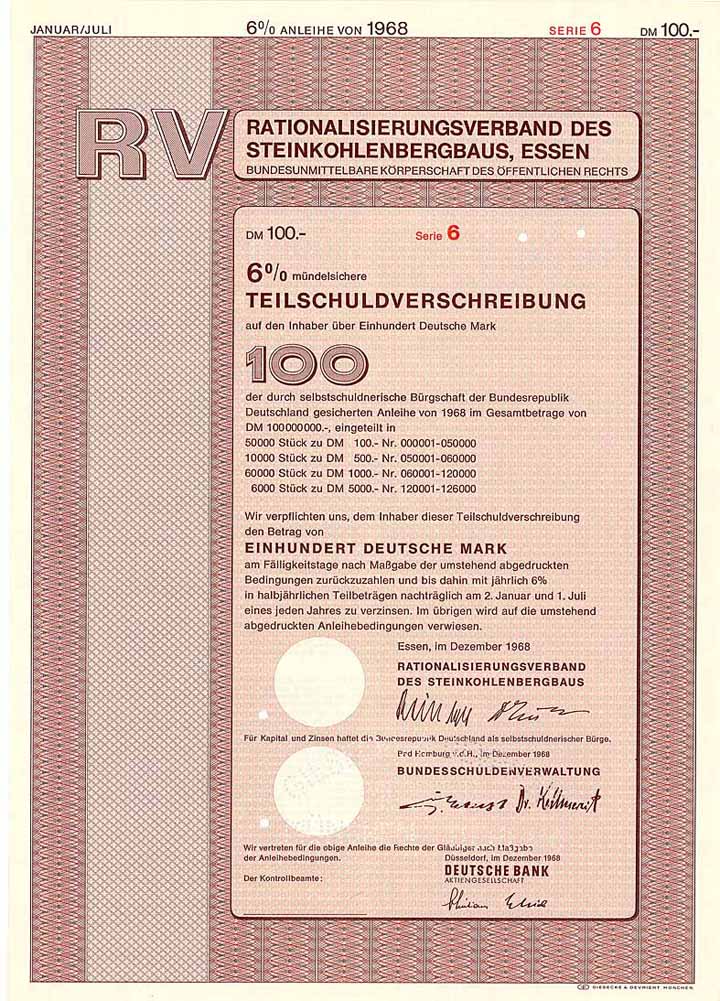 JANUAR/JULI 6% ANLEIHE VON 1968 SERIE 6 DM 100.-
RV
RATIONALISIERUNGSVERBAND DES
STEINKOHLENBERGBAUS, ESSEN
BUNDESUNMITTELBARE KÖRPERSCHAFT DES ÖFFENTLICHEN RECHTS
DM 100.- Serie 6
6% mündelsichere
TEILSCHULDVERSCHREIBUNG
auf den Inhaber über Einhundert Deutsche Mark
100
der durch selbstschuldnerische Bürgschaft der Bundesrepublik
Deutschland gesicherten Anleihe von 1968 im Gesamtbetrage von
DM 100000000.-, eingeteilt in
50000 Stück zu DM 100.- Nr. 000001-050000
10000 Stück zu DM 500.- Nr. 050001-060000
60000 Stück zu DM 1000.- Nr. 060001-120000
6000 Stück zu DM 5000.- Nr. 120001-126000
Wir verpflichten uns, dem Inhaber dieser Teilschuldverschreibung
den Betrag von
EINHUNDERT DEUTSCHE MARK
am Fälligkeitstage nach Maßgabe der umstehend abgedruckten
Bedingungen zurückzuzahlen und bis dahin mit jährlich 6%
in halbjährlichen Teilbeträgen nachträglich am 2. Januar und 1. Juli
eines jeden Jahres zu verzinsen. Im übrigen wird auf die umstehend
abgedruckten Anleihebedingungen verwiesen.
Essen, im Dezember 1968
RATIONALISIERUNGSVERBAND
DES STEINKOHLENBERGBAUS
Für Kapital und Zinsen haftet die Bundesrepublik Deutschland als selbstschuldnerischer Bürge.
Bad Homburg v.d.H., im Dezember 1968
BUNDESSCHULDENVERWALTUNG
Wir vertreten für die obige Anleihe die Rechte der Gläubiger nach Maßgabe
der Anleihebedingungen.
Düsseldorf, im Dezember 1968
DEUTSCHE BANK
AKTIENGESELLSCHAFT
Der Kontrollbeamte:
GIESECKE & DEVRIENT MÜNCHEN